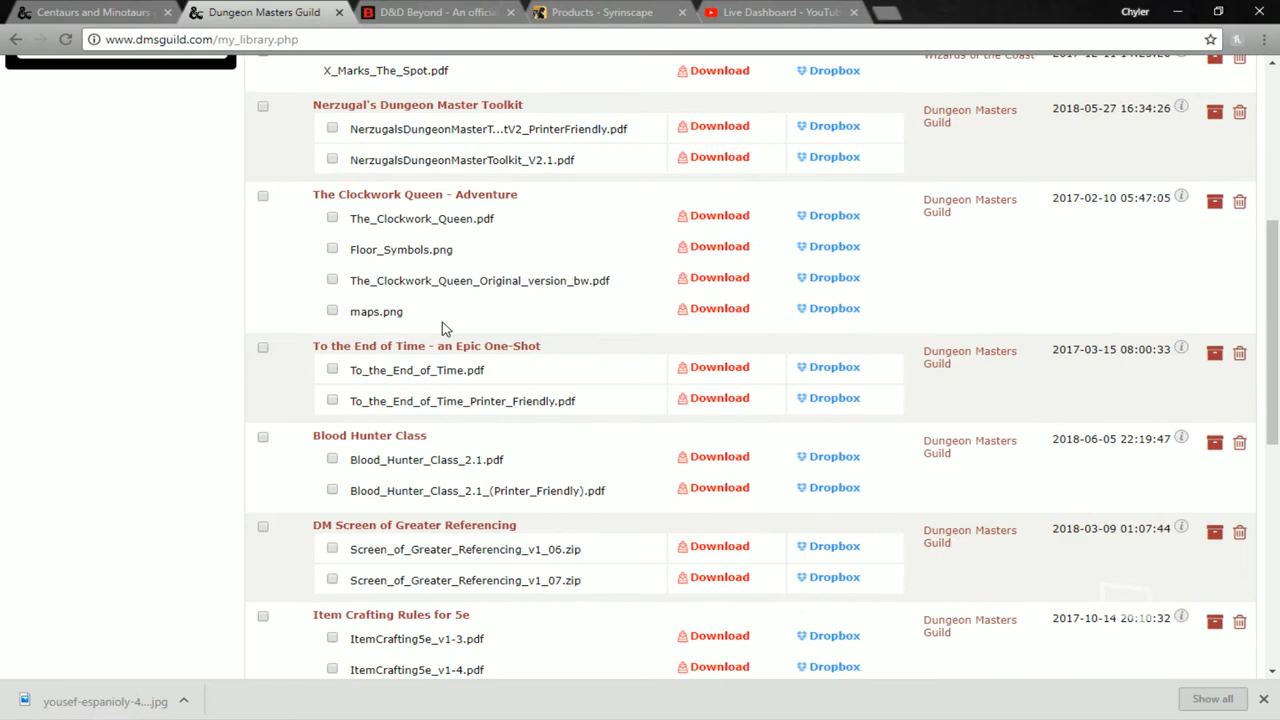 Centaurs and Minotaurs
Dungeon Masters Guild
D&D Beyond - An offici
Products - Syrinscape
Live Dashboard - YouTu
Chyler
www.dmsguild.com/my_library.php
X_Marks_The_Spot.pdf Download Dropbox Wizards of the Coast
Nerzugal's Dungeon Master Toolkit Dungeon Masters Guild 2018-05-27 16:34:26
NerzugalsDungeonMasterT...tV2_PrinterFriendly.pdf Download Dropbox
NerzugalsDungeonMasterToolkit_V2.1.pdf Download Dropbox
The Clockwork Queen - Adventure Dungeon Masters Guild 2017-02-10 05:47:05
The_Clockwork_Queen.pdf Download Dropbox
Floor_Symbols.png Download Dropbox
The_Clockwork_Queen_Original_version_bw.pdf Download Dropbox
maps.png Download Dropbox
To the End of Time - an Epic One-Shot Dungeon Masters Guild 2017-03-15 08:00:33
To_the_End_of_Time.pdf Download Dropbox
To_the_End_of_Time_Printer_Friendly.pdf Download Dropbox
Blood Hunter Class Dungeon Masters Guild 2018-06-05 22:19:47
Blood_Hunter_Class_2.1.pdf Download Dropbox
Blood_Hunter_Class_2.1_(Printer_Friendly).pdf Download Dropbox
DM Screen of Greater Referencing Dungeon Masters Guild 2018-03-09 01:07:44
Screen_of_Greater_Referencing_v1_06.zip Download Dropbox
Screen_of_Greater_Referencing_v1_07.zip Download Dropbox
Item Crafting Rules for 5e Dungeon Masters Guild 2017-10-14 20:10:32
ItemCrafting5e_v1-3.pdf Download Dropbox
ItemCrafting5e_v1-4.pdf Download Dropbox
yousef-espanioly-4....jpg
Show all